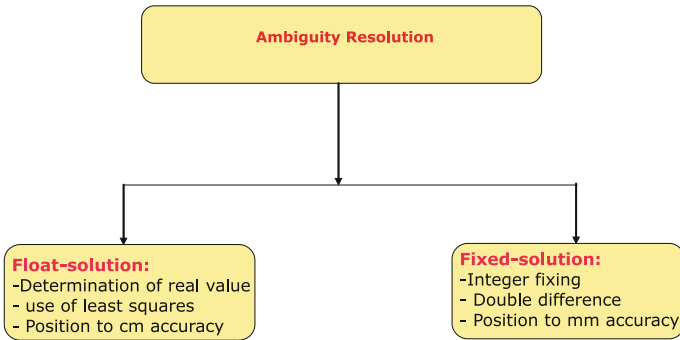 Ambiguity Resolution
Float-solution:
-Determination of real value
- use of least squares
- Position to cm accuracy
Fixed-solution:
-Integer fixing
- Double difference
- Position to mm accuracy